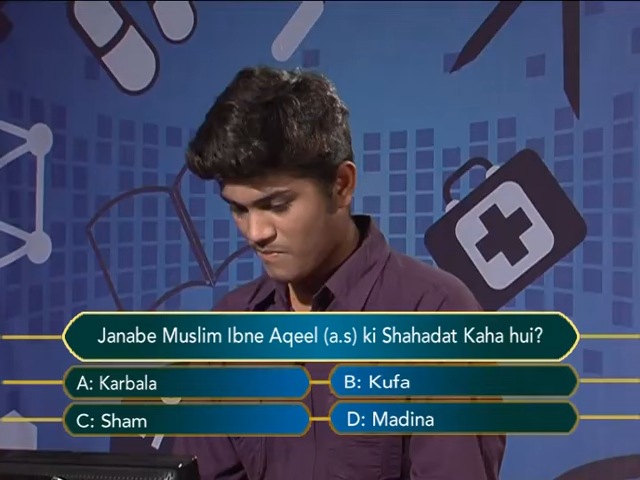 Janabe Muslim Ibne Aqeel (a.s) ki Shahadat Kaha hui?
A: Karbala
B: Kufa
C: Sham
D: Madina